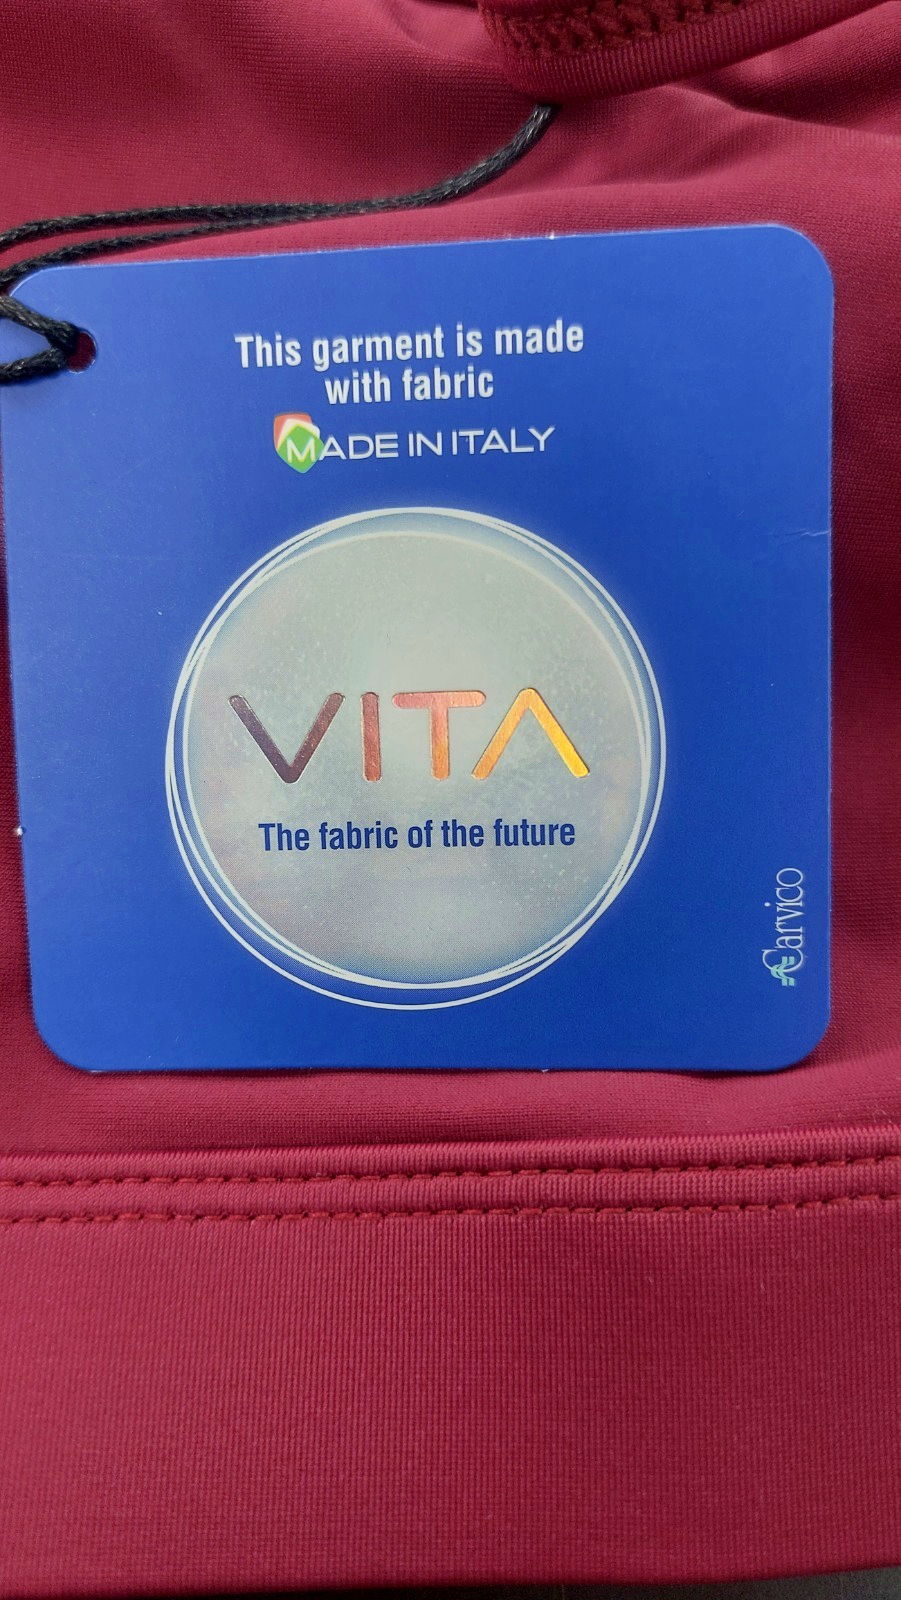 This garment is made
with fabric
MADE IN ITALY
VITA
The fabric of the future
Carvico